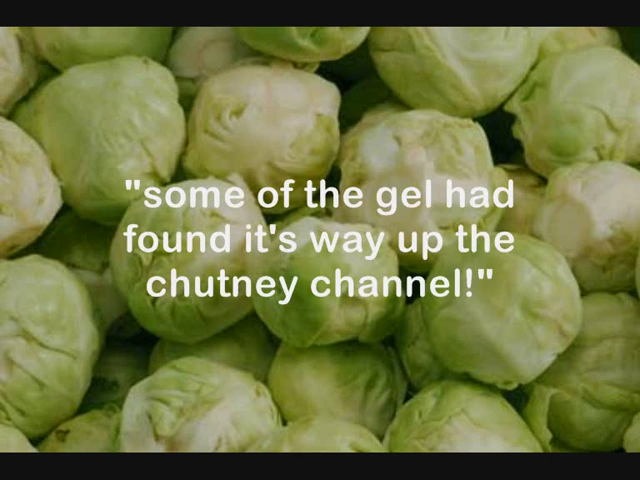 "some of the gel had
found it's way up the
chutney channel!"